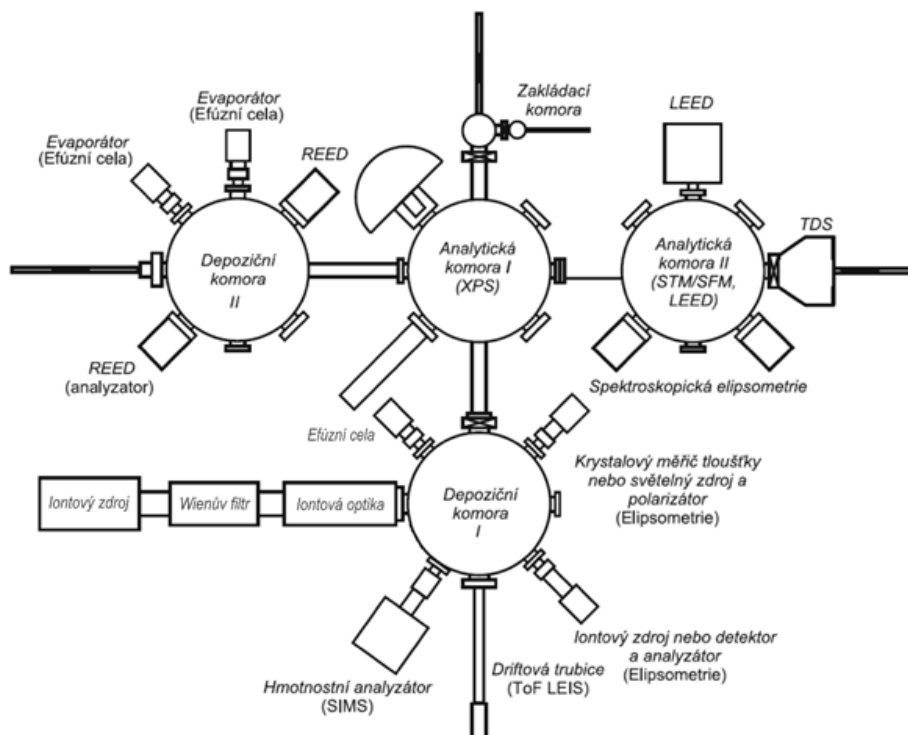 Zakládací
komora
LEED
Evaporátor
(Efúzní cela)
Evaporátor
(Efúzní cela)
REED
TDS
Depoziční
komora
II
Analytická
komora I
(XPS)
Analytická
komora II
(STM/SFM,
LEED)
REED
(analyzator)
Spektroskopická elipsometrie
Efúzní cela
Krystalový měřič tloušťky
nebo světelný zdroj a
polarizátor
(Elipsometrie)
Iontový zdroj
Wienův filtr
Iontová optika
Depoziční
komora
I
Iontový zdroj nebo detektor
a analyzátor
(Elipsometrie)
Driftová trubice
(ToF LEIS)
Hmotnostní analyzátor
(SIMS)